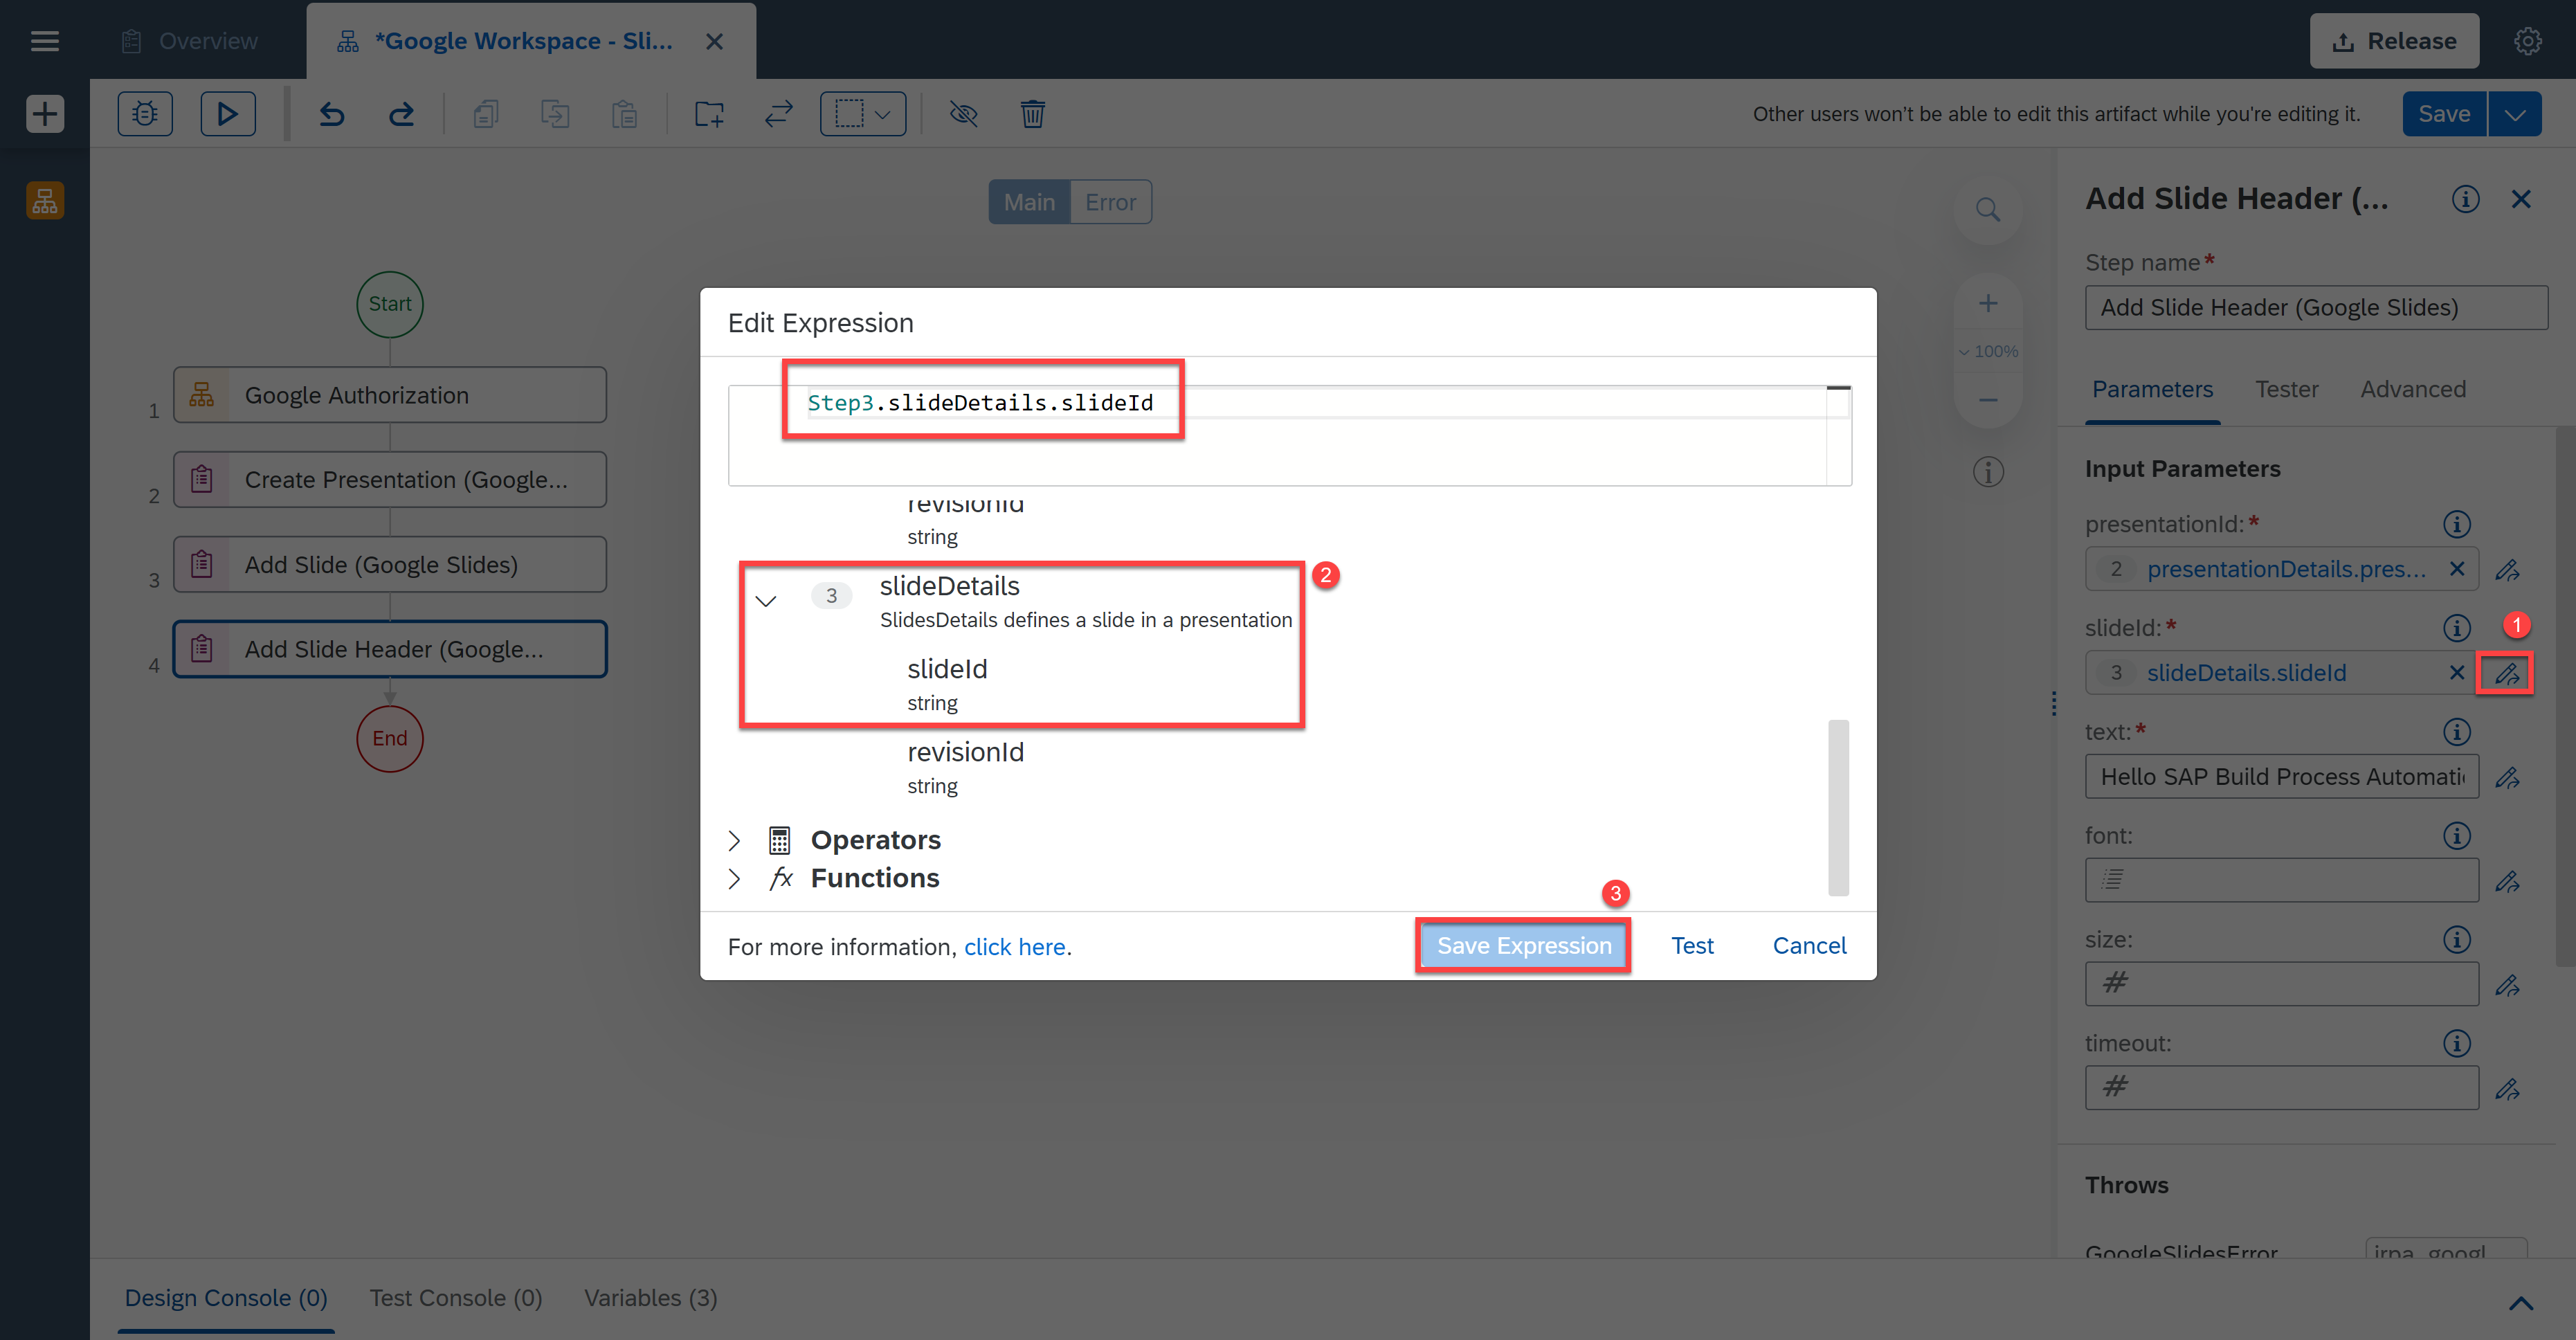 Overview
*Google Workspace - Sli...
Release
Other users won't be able to edit this artifact while you're editing it.
Save
Main
Error
Start
1
Google Authorization
2
Create Presentation (Google...
3
Add Slide (Google Slides)
4
Add Slide Header (Google...
End
100%
Edit Expression
Step3.slideDetails.slideId
revisionId
string
2
3
slideDetails
SlidesDetails defines a slide in a presentation
slideId
string
revisionId
string
Operators
fx
Functions
3
For more information, click here.
Save Expression
Test
Cancel
Add Slide Header (...
Step name*
Add Slide Header (Google Slides)
Parameters
Tester
Advanced
Input Parameters
presentationId:*
2
presentationDetails.pres...
slideId:*
1
3
slideDetails.slideId
text:*
Hello SAP Build Process Automati
font:
size:
#
timeout:
#
Throws
GoogleSlidesError
irpa_googl
Design Console (0)
Test Console (0)
Variables (3)